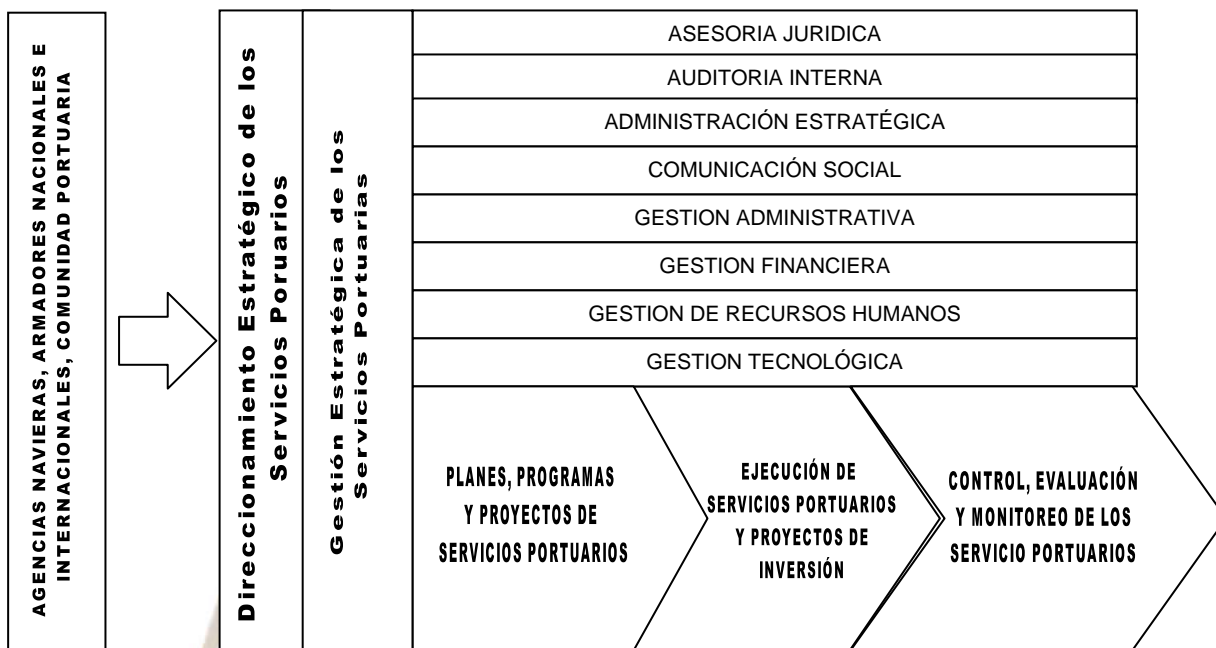 AGENCIAS NAVIERAS, ARMADORES NACIONALES E
INTERNACIONALES, COMUNIDAD PORTUARIA
Direccionamiento Estratégico de los
Servicios Poruarios
Gestión Estratégica de los
Servicios Portuarias
ASESORIA JURIDICA
AUDITORIA INTERNA
ADMINISTRACIÓN ESTRATÉGICA
COMUNICACIÓN SOCIAL
GESTION ADMINISTRATIVA
GESTION FINANCIERA
GESTION DE RECURSOS HUMANOS
GESTION TECNOLÓGICA
PLANES, PROGRAMAS
Y PROYECTOS DE
SERVICIOS PORTUARIOS
EJECUCIÓN DE
SERVICIOS PORTUARIOS
Y PROYECTOS DE
INVERSIÓN
CONTROL, EVALUACIÓN
Y MONITOREO DE LOS
SERVICIO PORTUARIOS